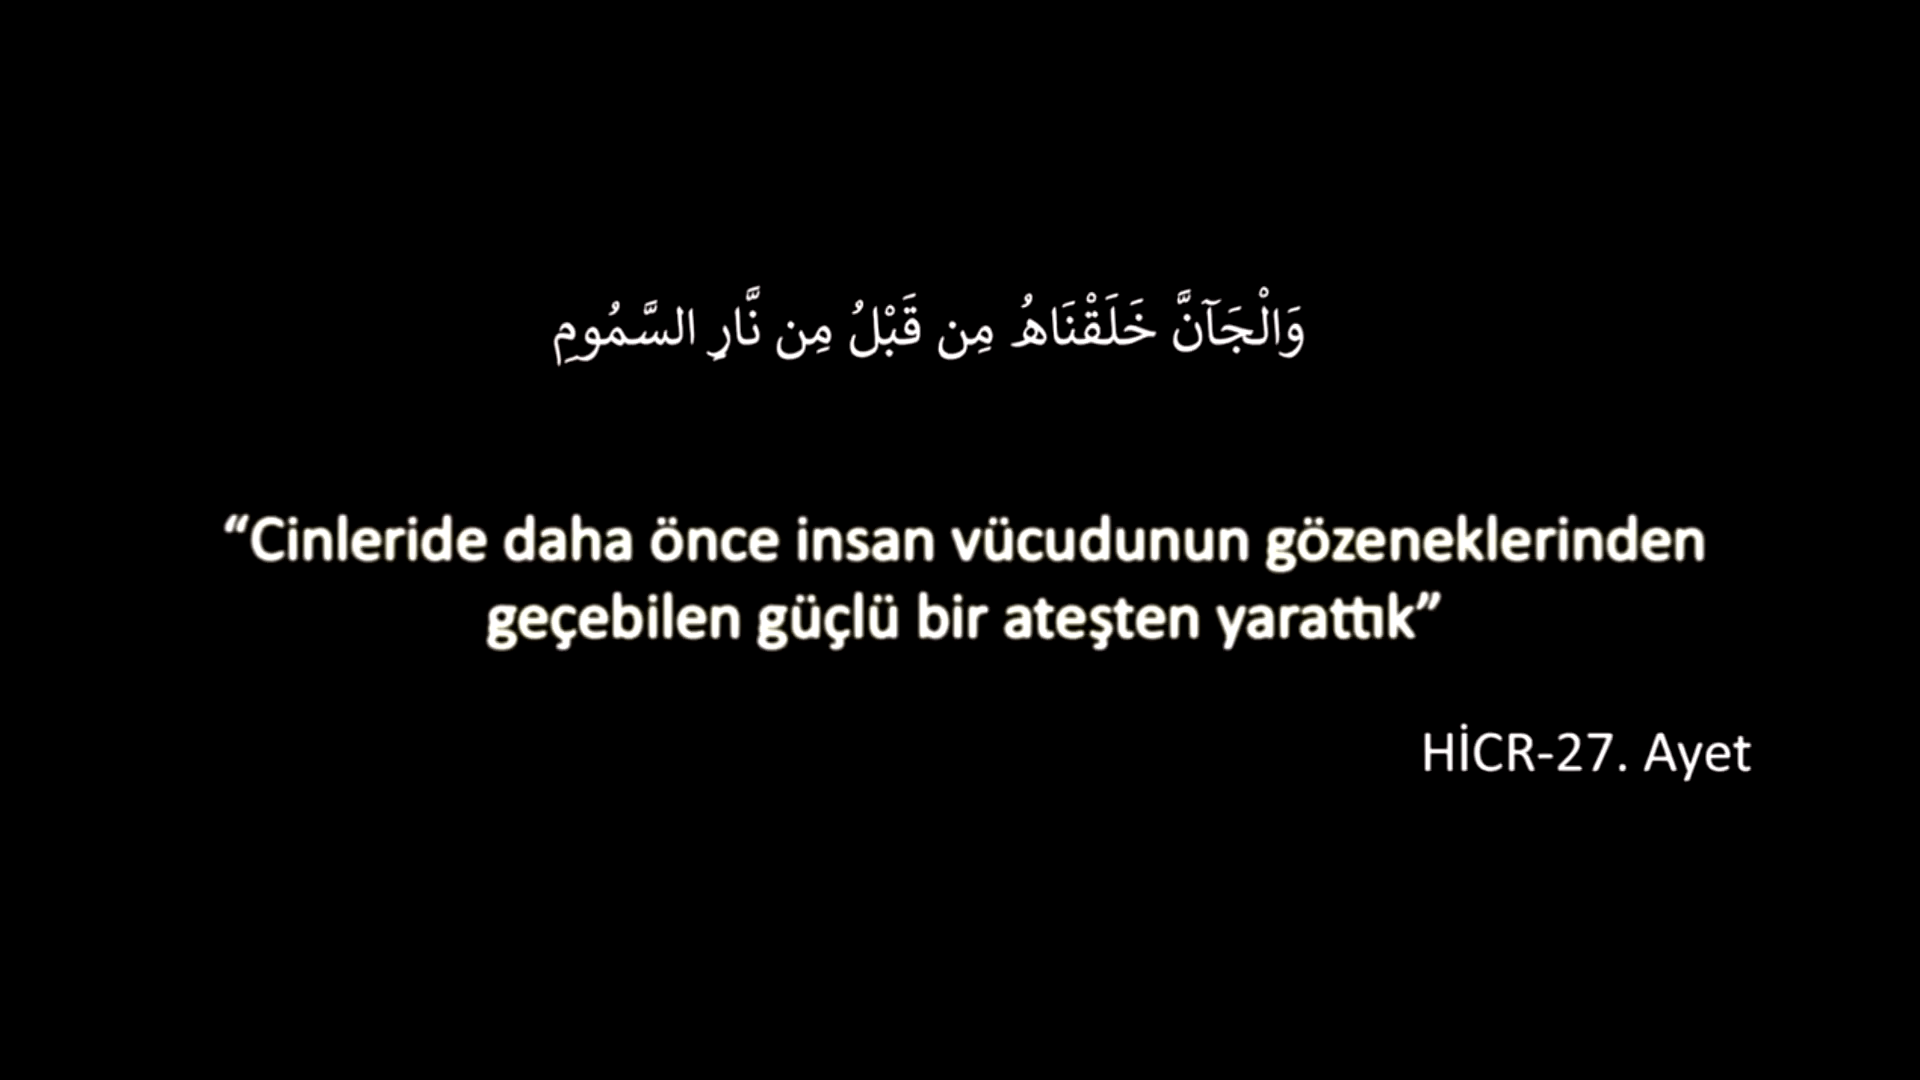 وَالْجَآنَّ خَلَقْنَاهُ مِن قَبْلُ مِن نَّارِ السَّمُومِ
“Cinleride daha önce insan vücudunun gözeneklerinden
geçebilen güçlü bir ateşten yarattık”
HİCR-27. Ayet